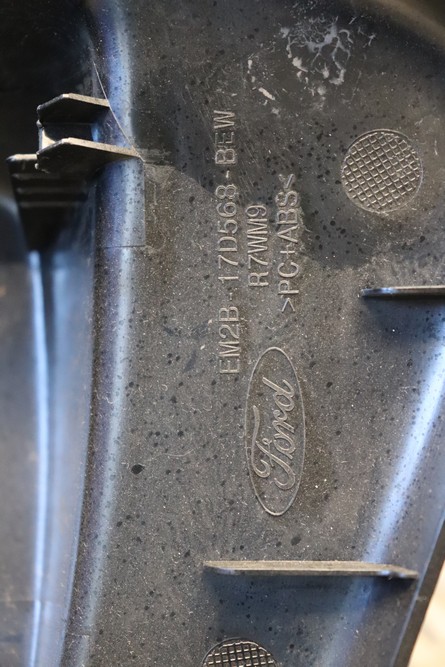 EM2B-17D568-BEW
R7WM9
>PC+ABS<
Ford